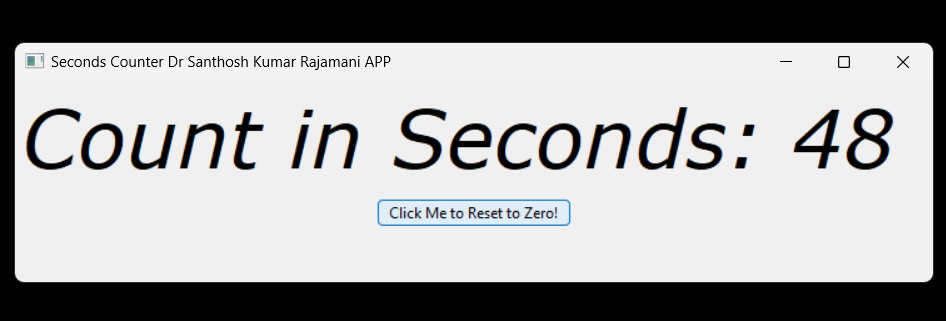 Seconds Counter Dr Santhosh Kumar Rajamani APP
Count in Seconds: 48
Click Me to Reset to Zero!